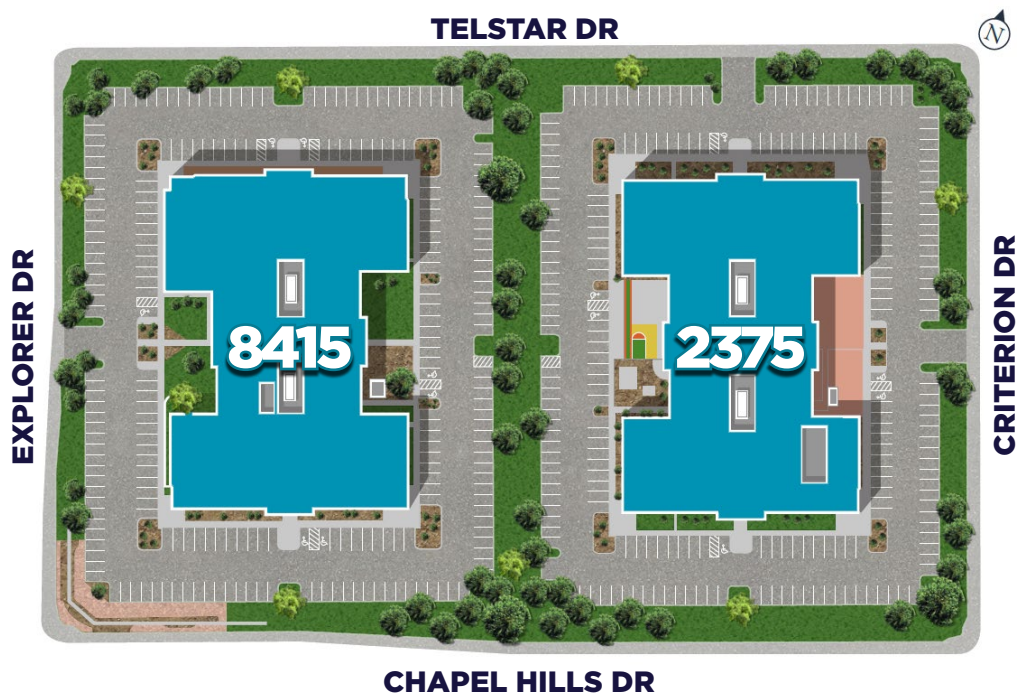 TELSTAR DR
N
EXPLORER DR
8415
2375
CRITERION DR
CHAPEL HILLS DR